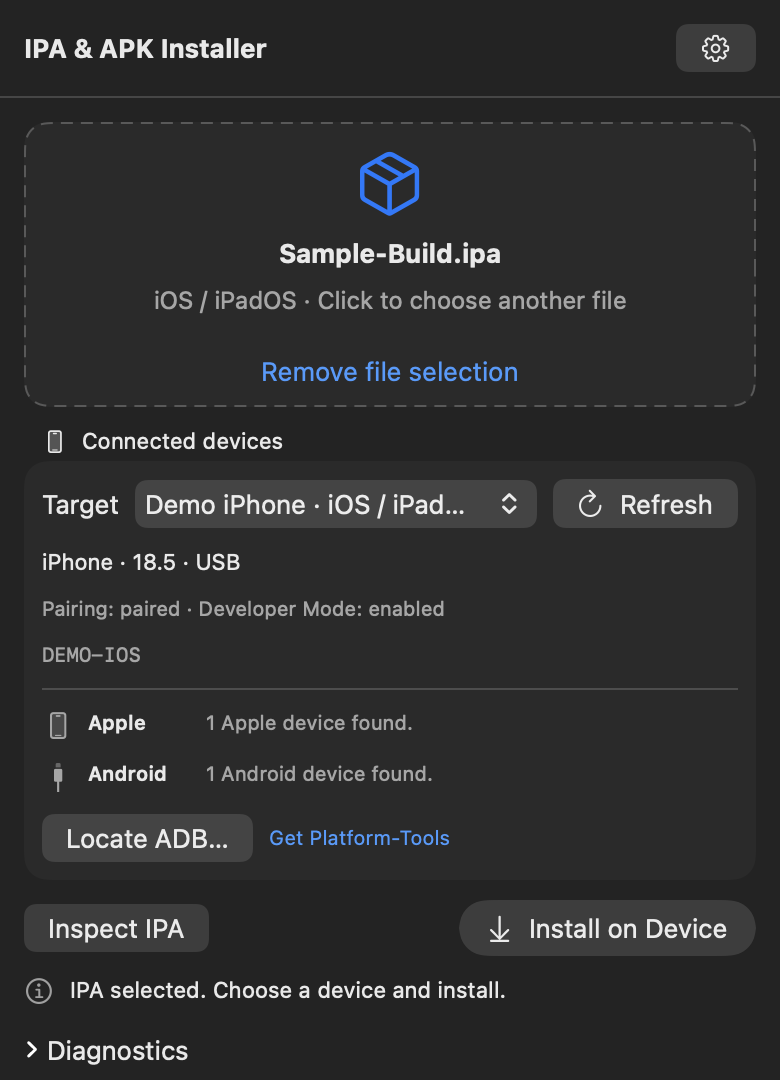 IPA & APK Installer
Sample-Build.ipa
iOS / iPadOS · Click to choose another file
Remove file selection
Connected devices
Target Demo iPhone · iOS / iPad... Refresh
iPhone · 18.5 · USB
Pairing: paired · Developer Mode: enabled
DEMO-IOS
Apple 1 Apple device found.
Android 1 Android device found.
Locate ADB... Get Platform-Tools
Inspect IPA Install on Device
IPA selected. Choose a device and install.
Diagnostics